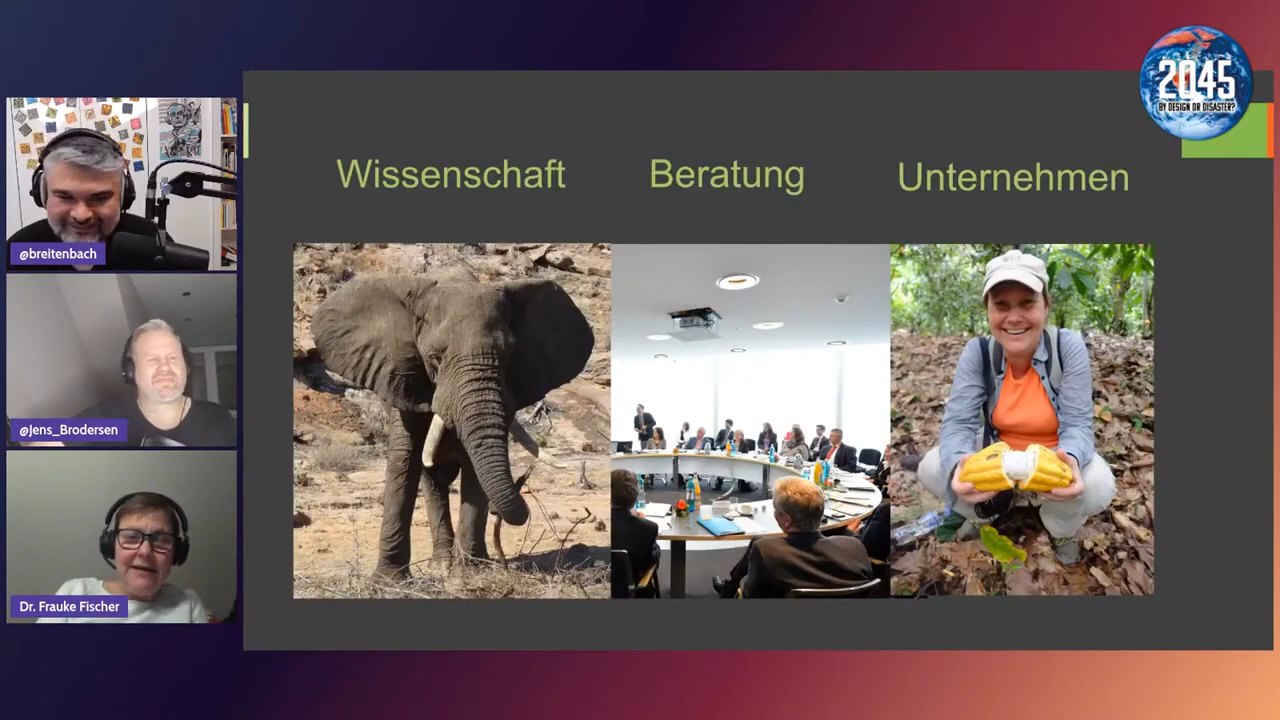 2045
BY DESIGN OR DISASTER?
Wissenschaft
Beratung
Unternehmen
@breitenbach
@Jens_Brodersen
Dr. Frauke Fischer